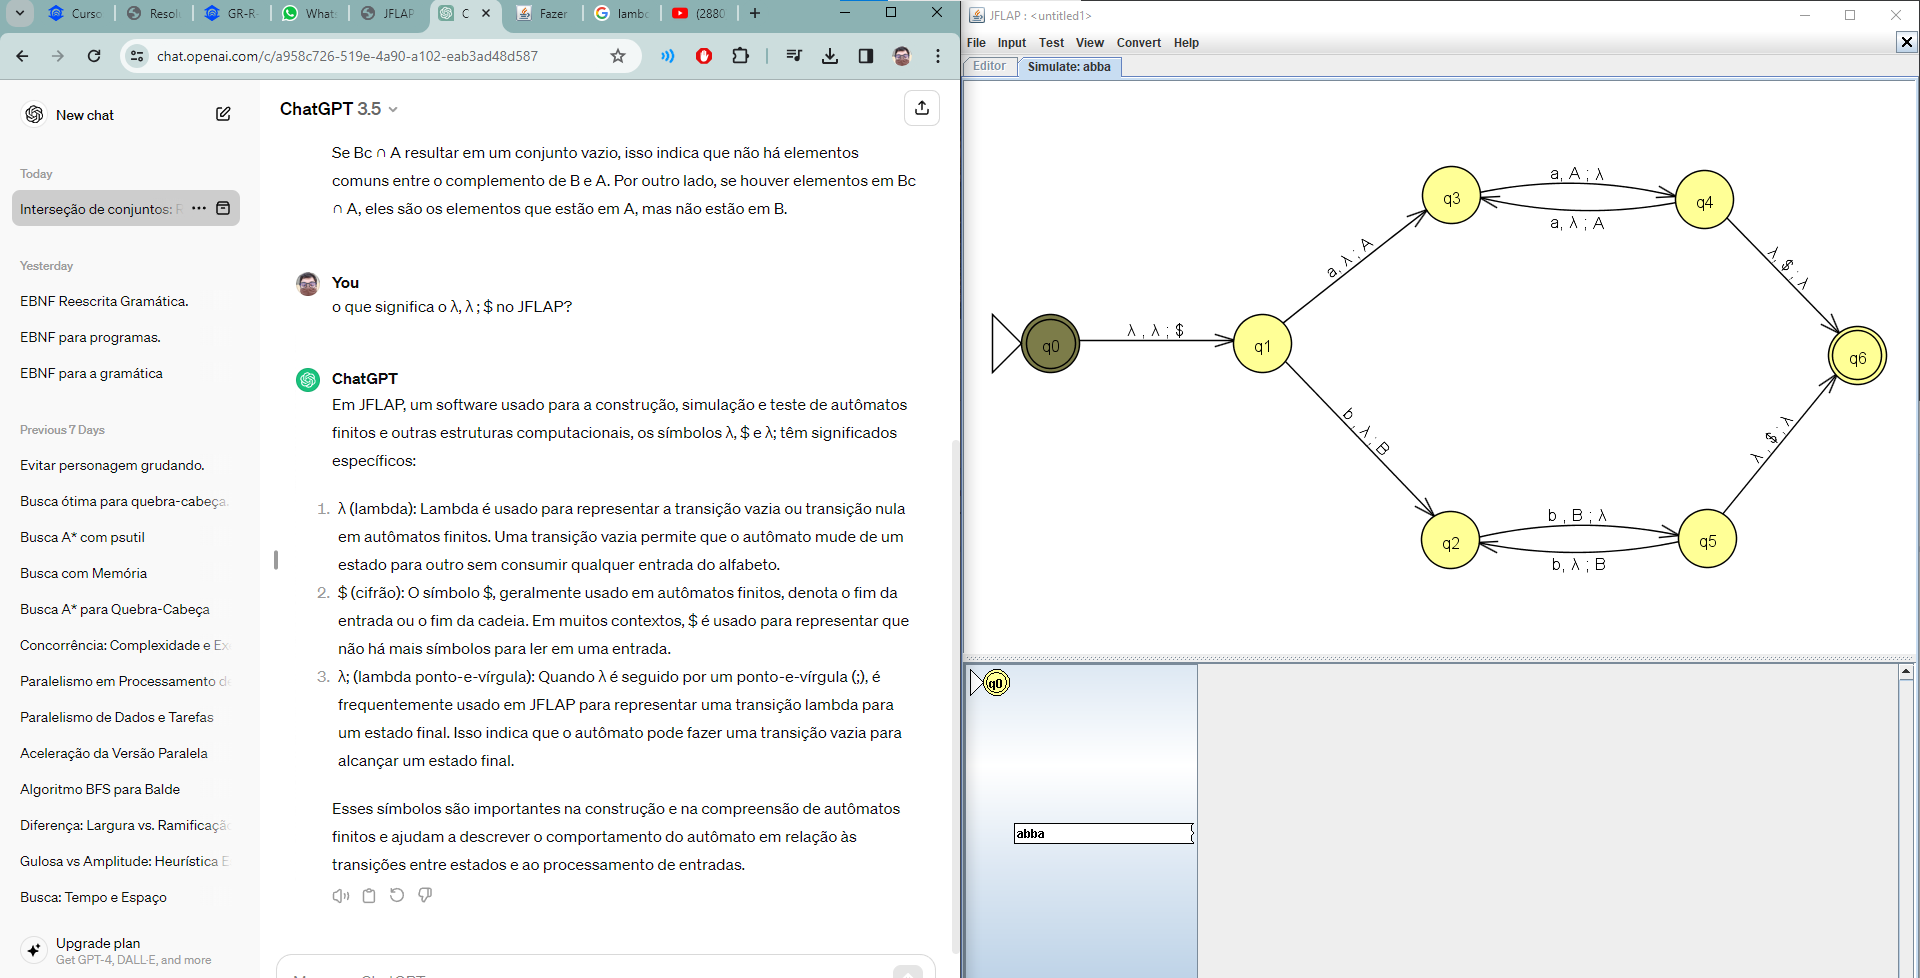 Curso
Resol
GR-R-
What
JFLAP
C
Fazer
lambo
(2880
chat.openai.com/c/a958c726-519e-4a90-a102-eab3ad48d587
New chat
Today
Interseção de conjuntos:
Yesterday
EBNF Reescrita Gramática.
EBNF para programas.
EBNF para a gramática
Previous 7 Days
Evitar personagem grudando.
Busca ótima para quebra-cabeça.
Busca A* com psutil
Busca com Memória
Busca A* para Quebra-Cabeça
Concorrência: Complexidade e Ex
Paralelismo em Processamento d
Paralelismo de Dados e Tarefas
Aceleração da Versão Paralela
Algoritmo BFS para Balde
Diferença: Largura vs. Ramificaçã
Gulosa vs Amplitude: Heurística E
Busca: Tempo e Espaço
Upgrade plan
Get GPT-4, DALL·E, and more
ChatGPT 3.5
Se Bc ∩ A resultar em um conjunto vazio, isso indica que não há elementos
comuns entre o complemento de B e A. Por outro lado, se houver elementos em Bc
∩ A, eles são os elementos que estão em A, mas não estão em B.
You
o que significa o λ, λ ; $ no JFLAP?
ChatGPT
Em JFLAP, um software usado para a construção, simulação e teste de autômatos
finitos e outras estruturas computacionais, os símbolos λ, $ e λ; têm significados
específicos:
1. λ (lambda): Lambda é usado para representar a transição vazia ou transição nula
em autômatos finitos. Uma transição vazia permite que o autômato mude de um
estado para outro sem consumir qualquer entrada do alfabeto.
2. $ (cifrão): O símbolo $, geralmente usado em autômatos finitos, denota o fim da
entrada ou o fim da cadeia. Em muitos contextos, $ é usado para representar que
não há mais símbolos para ler em uma entrada.
3. λ; (lambda ponto-e-vírgula): Quando λ é seguido por um ponto-e-vírgula (;), é
frequentemente usado em JFLAP para representar uma transição lambda para
um estado final. Isso indica que o autômato pode fazer uma transição vazia para
alcançar um estado final.
Esses símbolos são importantes na construção e na compreensão de autômatos
finitos e ajudam a descrever o comportamento do autômato em relação às
transições entre estados e ao processamento de entradas.
JFLAP : <untitled1>
File Input Test View Convert Help
Editor
Simulate: abba
a, A ; λ
q3
q4
a, λ ; A
a, λ ; A
λ, $ ; λ
λ , λ ; $
q0
q1
q6
b , λ ; B
λ , $ ; λ
b , B ; λ
q2
q5
b, λ ; B
q0
abba